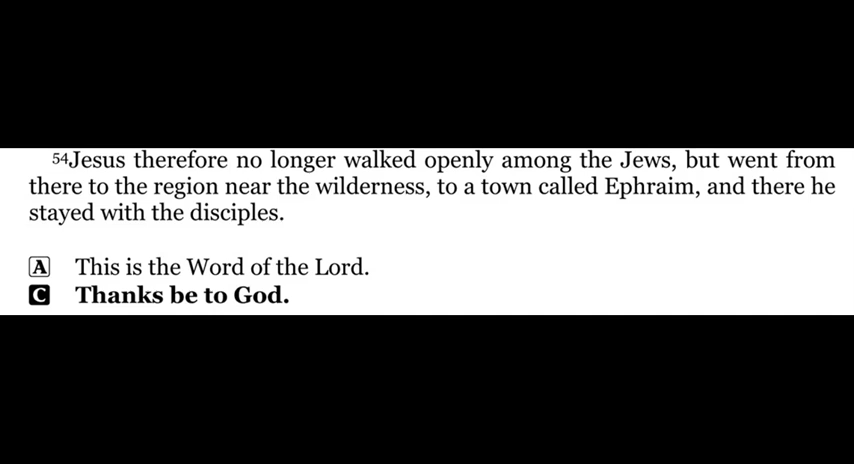 54Jesus therefore no longer walked openly among the Jews, but went from
there to the region near the wilderness, to a town called Ephraim, and there he
stayed with the disciples.
A This is the Word of the Lord.
C Thanks be to God.